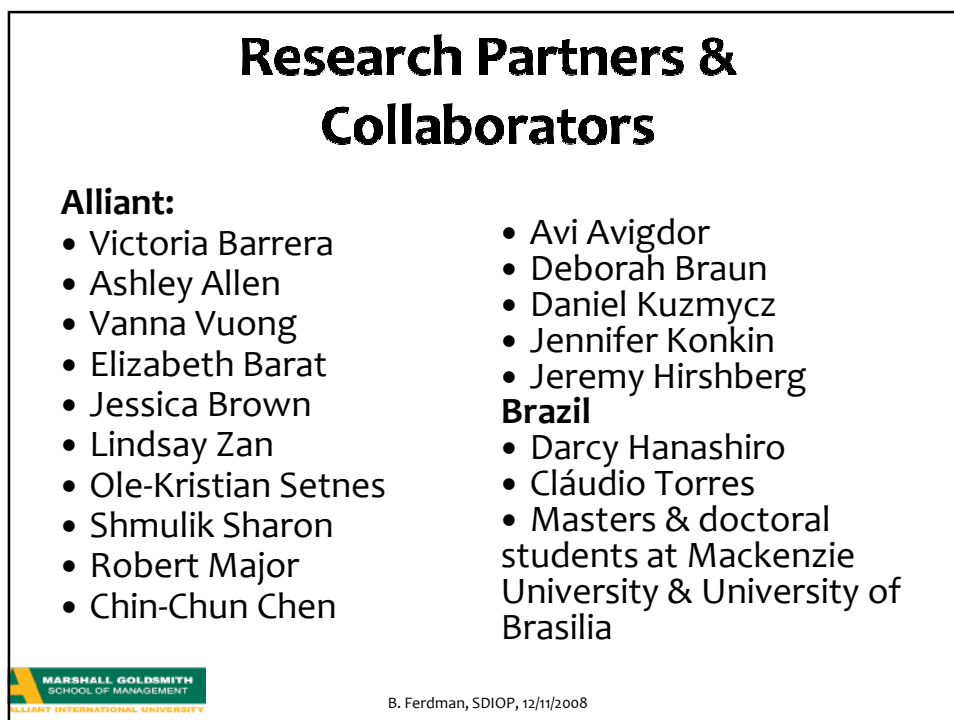 Research Partners &
Collaborators
Alliant:
• Victoria Barrera
• Ashley Allen
• Vanna Vuong
• Elizabeth Barat
• Jessica Brown
• Lindsay Zan
• Ole-Kristian Setnes
• Shmulik Sharon
• Robert Major
• Chin-Chun Chen
• Avi Avigdor
• Deborah Braun
• Daniel Kuzmycz
• Jennifer Konkin
• Jeremy Hirshberg
Brazil
• Darcy Hanashiro
• Cláudio Torres
• Masters & doctoral
students at Mackenzie
University & University of
Brasilia
MARSHALL GOLDSMITH
SCHOOL OF MANAGEMENT
ALLIANT INTERNATIONAL UNIVERSITY
B. Ferdman, SDIOP, 12/11/2008